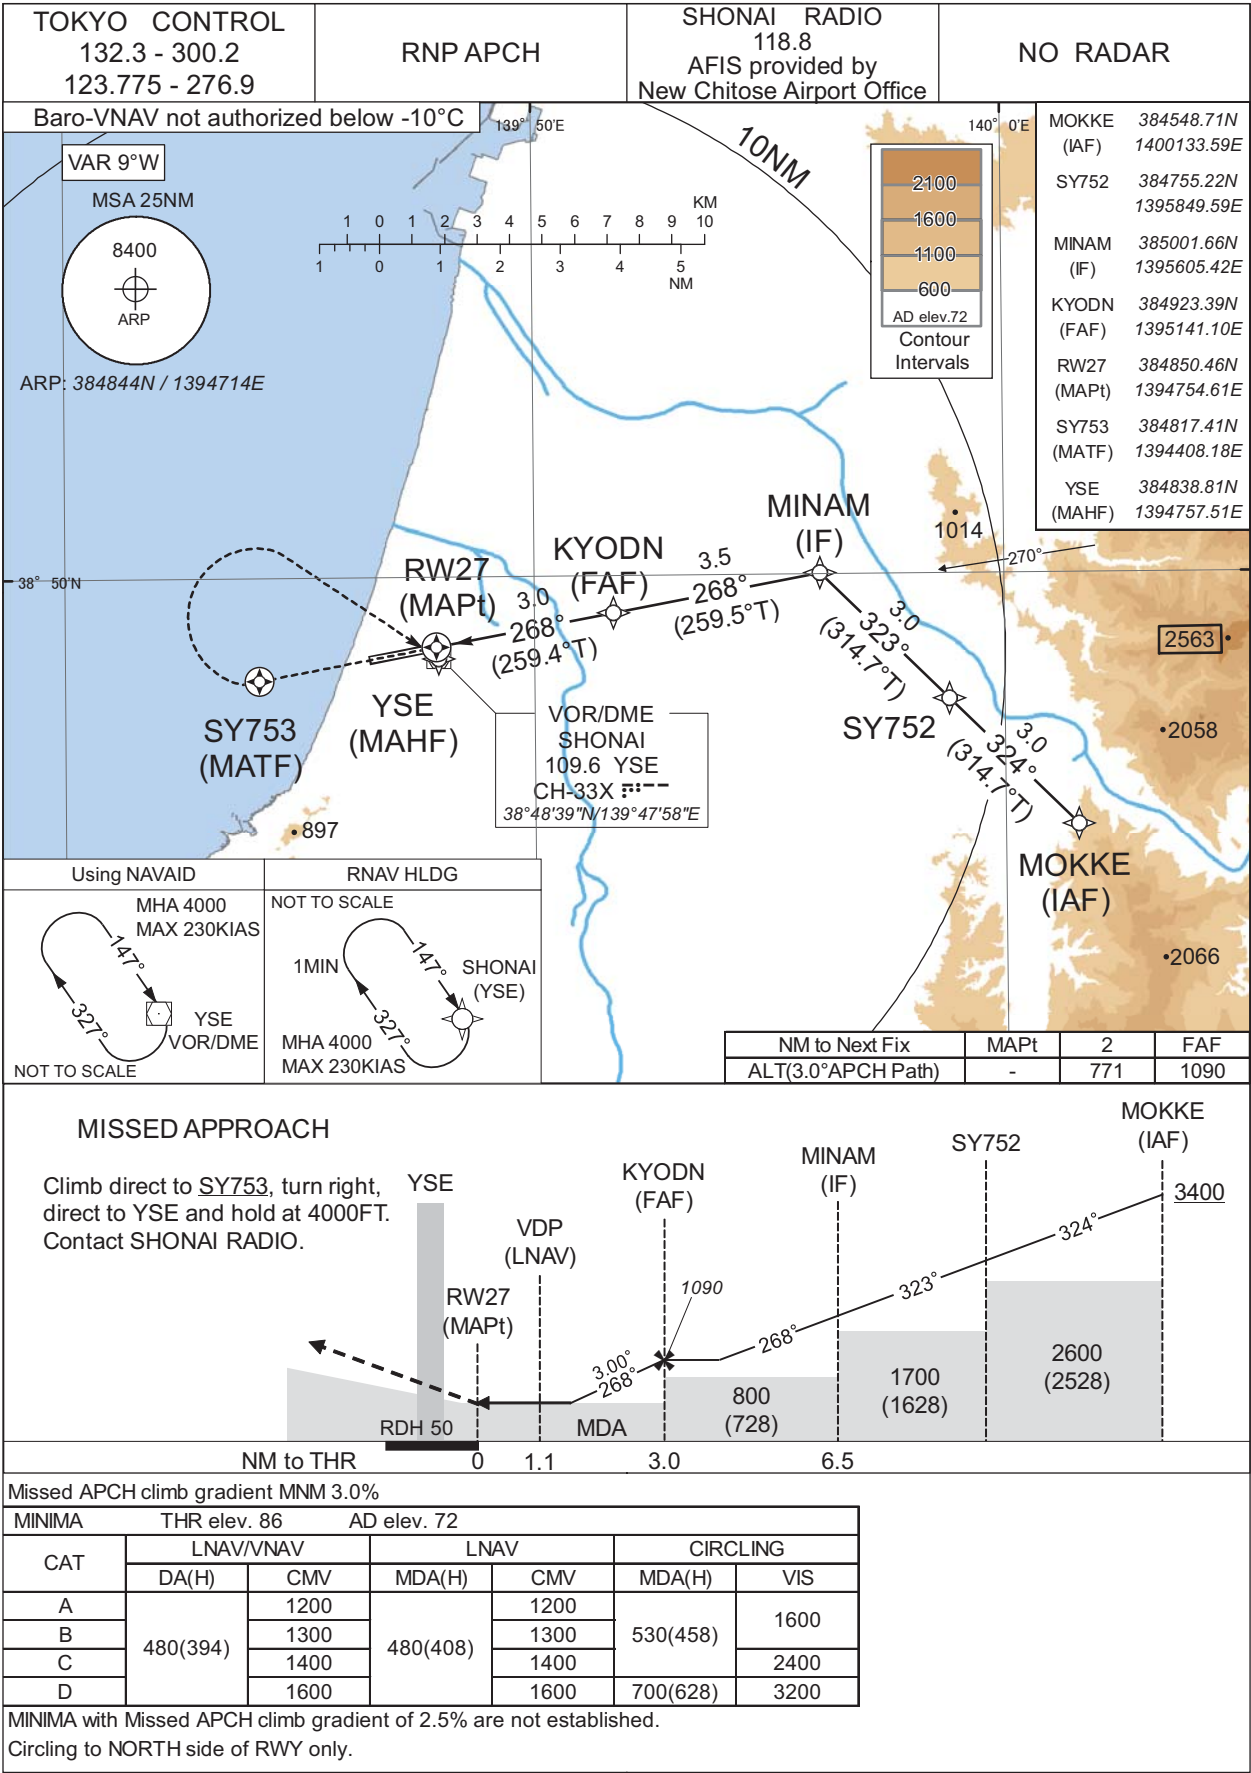 TOKYO CONTROL
132.3 - 300.2
123.775 - 276.9
RNP APCH
SHONAI RADIO
118.8
AFIS provided by
New Chitose Airport Office
NO RADAR
Baro-VNAV not authorized below -10°C
VAR 9°W
MSA 25NM
8400
ARP
ARP: 384844N / 1394714E
139° 50'E
140° 0'E
10NM
KM
1 0 1 2 3 4 5 6 7 8 9 10
1 0 1 2 3 4 5
NM
2100
1600
1100
600
AD elev.72
Contour
Intervals
MOKKE 384548.71N
(IAF) 1400133.59E
SY752 384755.22N
1395849.59E
MINAM 385001.66N
(IF) 1395605.42E
KYODN 384923.39N
(FAF) 1395141.10E
RW27 384850.46N
(MAPt) 1394754.61E
SY753 384817.41N
(MATF) 1394408.18E
YSE 384838.81N
(MAHF) 1394757.51E
38° 50'N
RW27
(MAPt)
3.0
268°
(259.4°T)
KYODN
(FAF)
3.5
268°
(259.5°T)
MINAM
(IF)
1014
270°
3.0
323°
(314.7°T)
2563
SY752
2058
3.0
324°
(314.7°T)
MOKKE
(IAF)
2066
SY753
(MATF)
YSE
(MAHF)
VOR/DME
SHONAI
109.6 YSE
CH-33X
38°48'39"N/139°47'58"E
897
Using NAVAID
MHA 4000
MAX 230KIAS
147°
327°
YSE
VOR/DME
NOT TO SCALE
RNAV HLDG
NOT TO SCALE
1MIN
147°
327°
SHONAI
(YSE)
MHA 4000
MAX 230KIAS
NM to Next Fix MAPt 2 FAF
ALT(3.0°APCH Path) - 771 1090
MISSED APPROACH
Climb direct to SY753, turn right,
direct to YSE and hold at 4000FT.
Contact SHONAI RADIO.
YSE
RW27
(MAPt)
VDP
(LNAV)
KYODN
(FAF)
1090
MINAM
(IF)
SY752
MOKKE
(IAF)
3400
324°
323°
268°
3.00°
268°
2600
(2528)
1700
(1628)
800
(728)
MDA
RDH 50
NM to THR 0 1.1 3.0 6.5
Missed APCH climb gradient MNM 3.0%
MINIMA THR elev. 86 AD elev. 72
CAT LNAV/VNAV LNAV CIRCLING
DA(H) CMV MDA(H) CMV MDA(H) VIS
A 480(394) 1200 480(408) 1200 530(458) 1600
B 1300 1300
C 1400 1400 2400
D 1600 1600 700(628) 3200
MINIMA with Missed APCH climb gradient of 2.5% are not established.
Circling to NORTH side of RWY only.